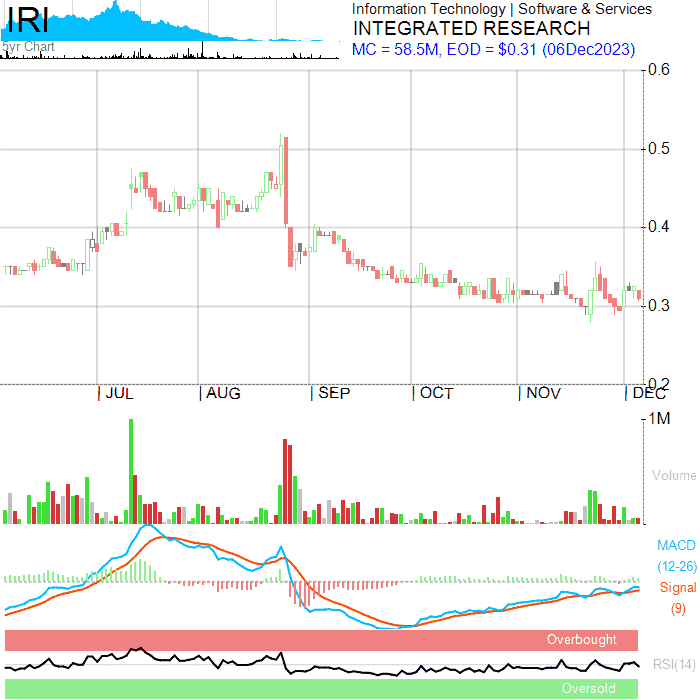 IRI
5yr Chart
Information Technology | Software & Services
INTEGRATED RESEARCH
MC = 58.5M, EOD = $0.31 (06Dec2023)
0.6
0.5
0.4
0.3
0.2
JUL AUG SEP OCT NOV DEC
1M
Volume
MACD
(12-26)
Signal
(9)
Overbought
RSI(14)
Oversold